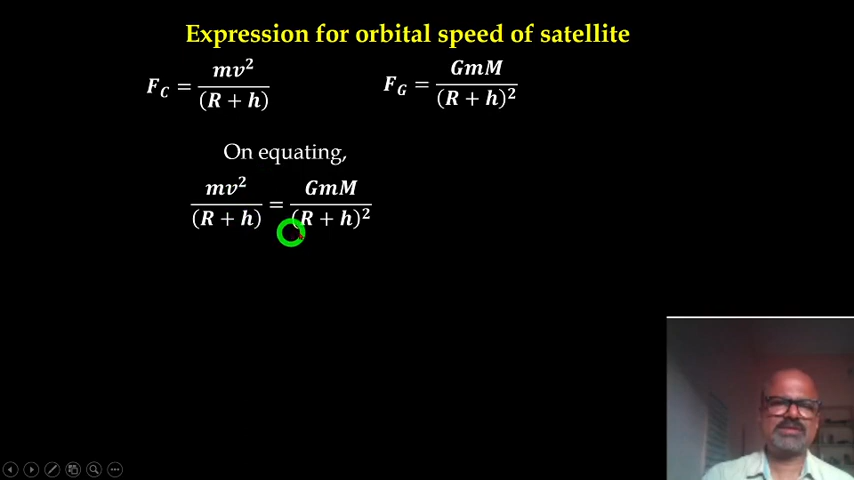 Expression for orbital speed of satellite
F_C = mv²/(R + h)    F_G = GmM/(R + h)²
On equating,
mv²/(R + h) = GmM/(R + h)²